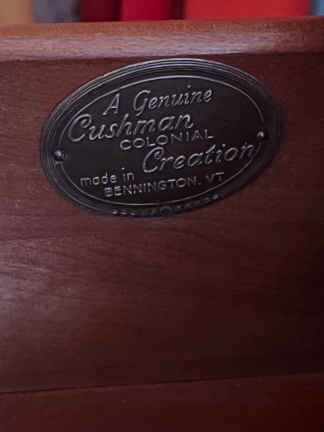 A Genuine
Cushman
COLONIAL
Creation
made in
BENNINGTON. VT.